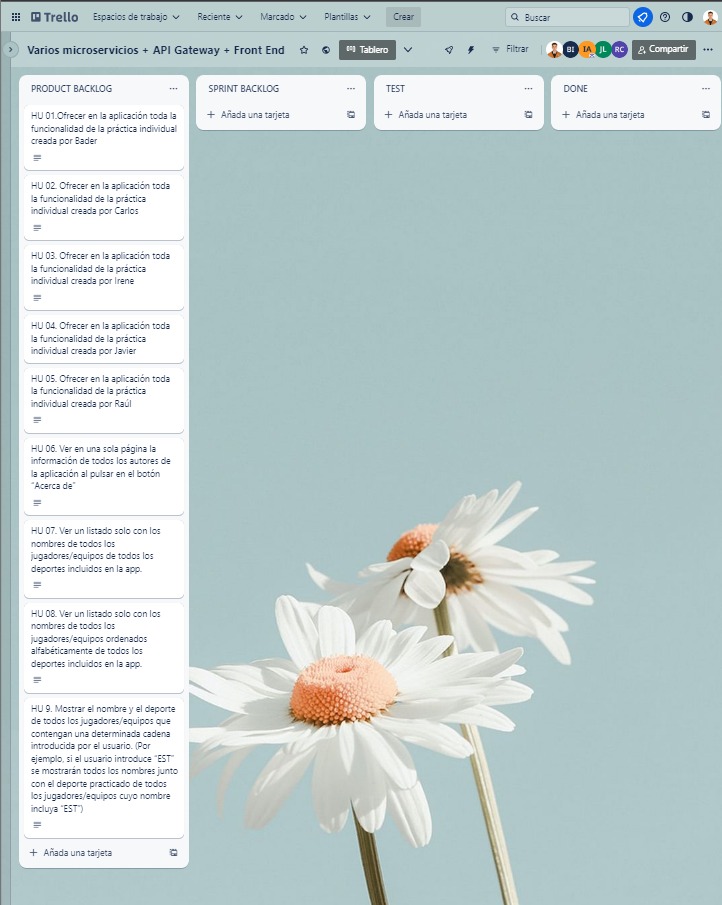 Trello Espacios de trabajo Reciente Marcado Plantillas Crear Buscar
Varios microservicios + API Gateway + Front End Tablero Filtrar BI IA JL RC Compartir
PRODUCT BACKLOG
HU 01.Ofrecer en la aplicación toda la
funcionalidad de la práctica individual
creada por Bader
HU 02. Ofrecer en la aplicación toda
la funcionalidad de la práctica
individual creada por Carlos
HU 03. Ofrecer en la aplicación toda
la funcionalidad de la práctica
individual creada por Irene
HU 04. Ofrecer en la aplicación toda
la funcionalidad de la práctica
individual creada por Javier
HU 05. Ofrecer en la aplicación toda
la funcionalidad de la práctica
individual creada por Raúl
HU 06. Ver en una sola página la
información de todos los autores de
la aplicación al pulsar en el botón
"Acerca de"
HU 07. Ver un listado solo con los
nombres de todos los
jugadores/equipos de todos los
deportes incluidos en la app.
HU 08. Ver un listado solo con los
nombres de todos los
jugadores/equipos ordenados
alfabéticamente de todos los
deportes incluidos en la app.
HU 9. Mostrar el nombre y el deporte
de todos los jugadores/equipos que
contengan una determinada cadena
introducida por el usuario. (Por
ejemplo, si el usuario introduce "EST"
se mostrarán todos los nombres junto
con el deporte practicado de todos
los jugadores/equipos cuyo nombre
incluya "EST")
+ Añada una tarjeta
SPRINT BACKLOG
+ Añada una tarjeta
TEST
+ Añada una tarjeta
DONE
+ Añada una tarjeta